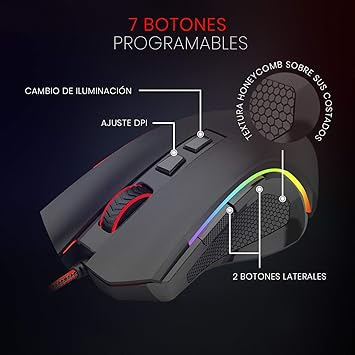 7 BOTONES
PROGRAMABLES
CAMBIO DE ILUMINACIÓN
AJUSTE DPI
TEXTURA HONEYCOMB SOBRE SUS COSTADOS
2 BOTONES LATERALES